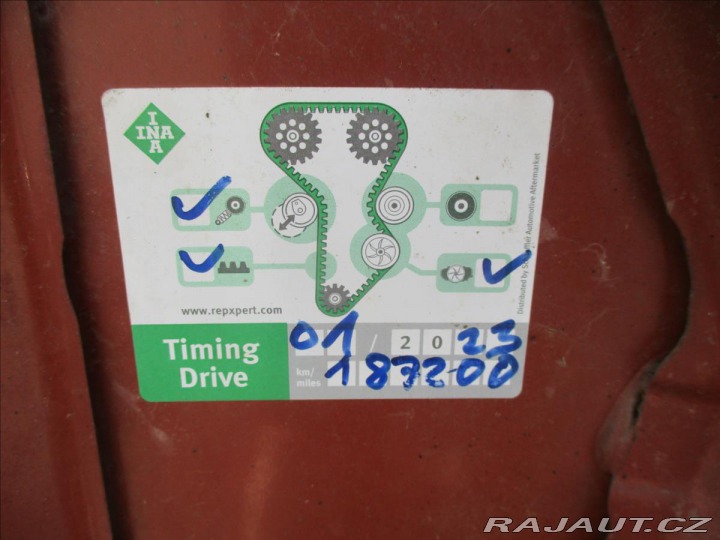 I
INA
A
Distributed by Schaeffler Automotive Aftermarket
www.repxpert.com
Timing
Drive
01 / 2023
km/
miles
187200
RAJAUT.CZ